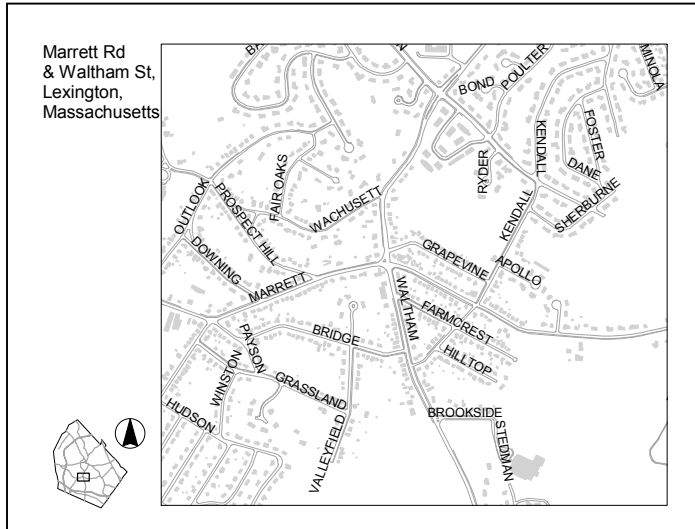 Marrett Rd
& Waltham St,
Lexington,
Massachusetts
BOND
POULTER
MINOLA
KENDALL
FOSTER
DANE
SHERBURNE
RYDER
KENDALL
OUTLOOK
PROSPECT HILL
FAIR OAKS
WACHUSETT
DOWNING
MARRETT
GRAPEVINE
APOLLO
WALTHAM
FARMCREST
HILLTOP
PAYSON
BRIDGE
WINSTON
GRASSLAND
HUDSON
VALLEYFIELD
BROOKSIDE
STEDMAN